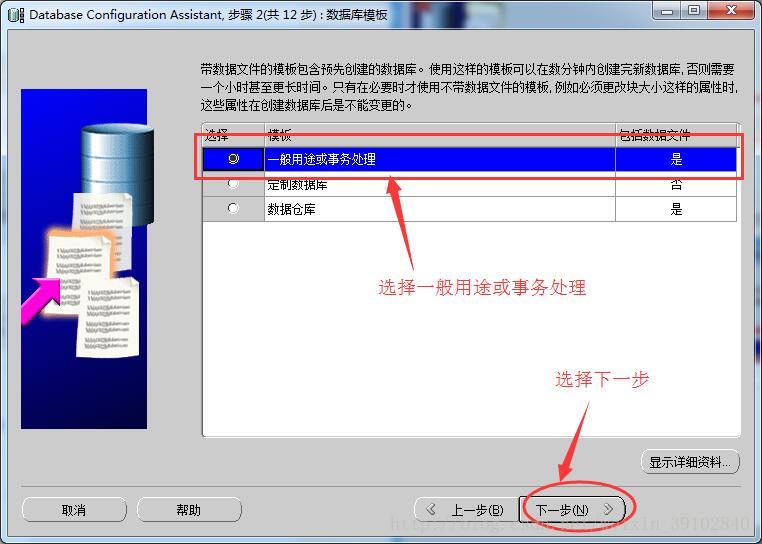 Database Configuration Assistant, 步骤 2(共 12 步) : 数据库模板
带数据文件的模板包含预先创建的数据库。使用这样的模板可以在数分钟内创建完新数据库,否则需要
一个小时甚至更长时间。只有在必要时才使用不带数据文件的模板,例如必须更改块大小这样的属性时,
这些属性在创建数据库后是不能变更的。
选择 模板 包括数据文件
一般用途或事务处理 是
定制数据库 否
数据仓库 是
选择一般用途或事务处理
选择下一步
显示详细资料...
取消 帮助 上一步(B) 下一步(N)